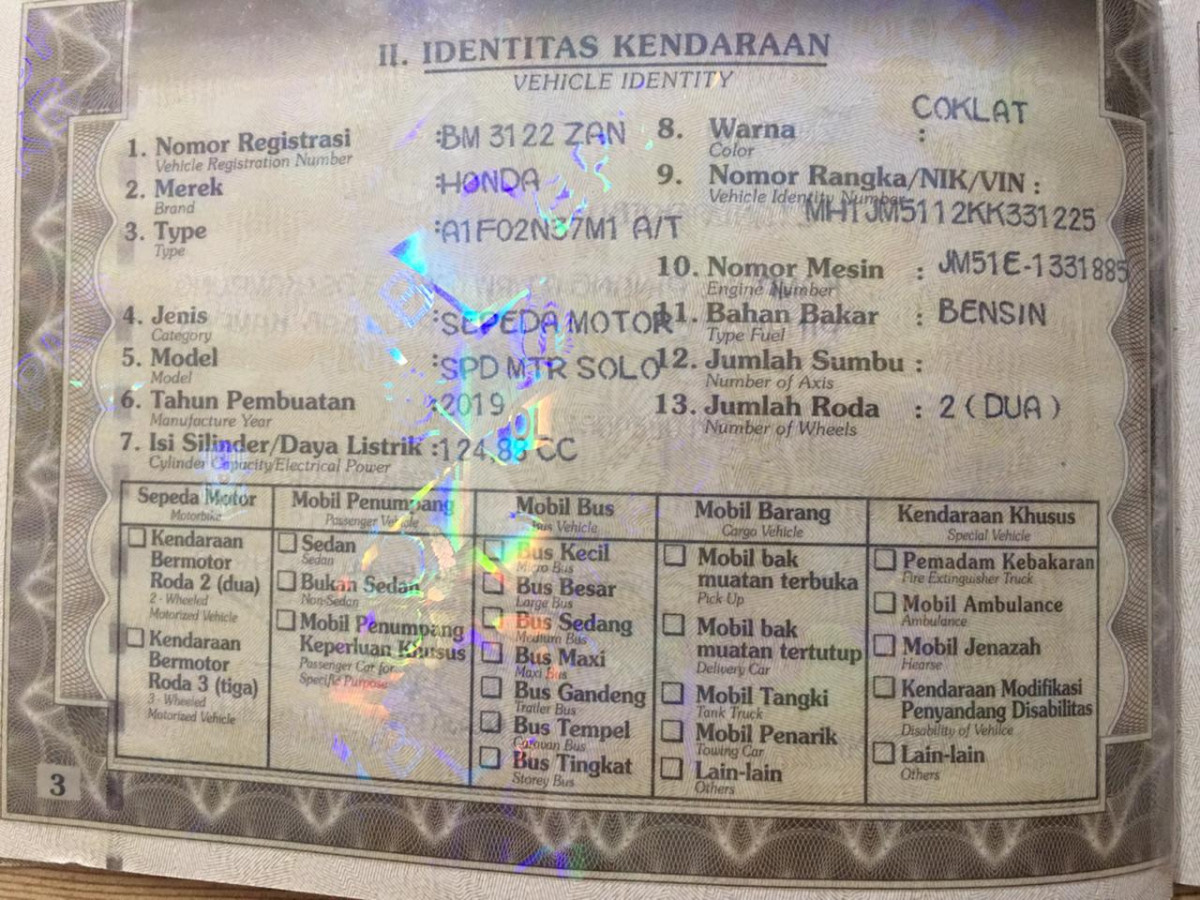 II. IDENTITAS KENDARAAN
VEHICLE IDENTITY
1. Nomor Registrasi :BM 3122 ZAN
Vehicle Registration Number
2. Merek :HONDA
Brand
3. Type :A1F02N37M1 A/T
Type
4. Jenis :SEPEDA MOTOR
Category
5. Model :SPD MTR SOLO
Model
6. Tahun Pembuatan :2019
Manufacture Year
7. Isi Silinder/Daya Listrik :124,88 CC
Cylinder Capacity/Electrical Power
8. Warna : COKLAT
Color
9. Nomor Rangka/NIK/VIN :
Vehicle Identity Number
MH1JM5112KK331225
10. Nomor Mesin : JM51E-1331885
Engine Number
11. Bahan Bakar : BENSIN
Type Fuel
12. Jumlah Sumbu :
Number of Axis
13. Jumlah Roda : 2 ( DUA )
Number of Wheels
Sepeda Motor
Motorbike
Kendaraan
Bermotor
Roda 2 (dua)
2 - Wheeled
Motorized Vehicle
Kendaraan
Bermotor
Roda 3 (tiga)
3 - Wheeled
Motorized Vehicle
Mobil Penumpang
Passenger Vehicle
Sedan
Sedan
Bukan Sedan
Non-Sedan
Mobil Penumpang
Keperluan Khusus
Passenger Car for
Specific Purpose
Mobil Bus
Bus Vehicle
Bus Kecil
Micro Bus
Bus Besar
Large Bus
Bus Sedang
Medium Bus
Bus Maxi
Maxi Bus
Bus Gandeng
Trailer Bus
Bus Tempel
Caravan Bus
Bus Tingkat
Storey Bus
Mobil Barang
Cargo Vehicle
Mobil bak
muatan terbuka
Pick Up
Mobil bak
muatan tertutup
Delivery Car
Mobil Tangki
Tank Truck
Mobil Penarik
Towing Car
Lain-lain
Others
Kendaraan Khusus
Special Vehicle
Pemadam Kebakaran
Fire Extinguisher Truck
Mobil Ambulance
Ambulance
Mobil Jenazah
Hearse
Kendaraan Modifikasi
Penyandang Disabilitas
Disability of Vehilce
Lain-lain
Others
3